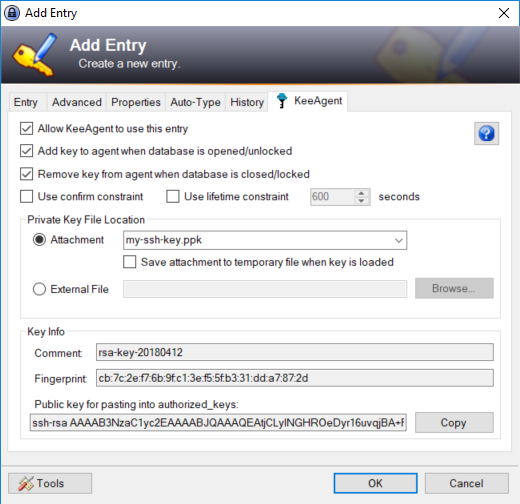 Add Entry
Add Entry
Create a new entry.
Entry Advanced Properties Auto-Type History KeeAgent
Allow KeeAgent to use this entry
Add key to agent when database is opened/unlocked
Remove key from agent when database is closed/locked
Use confirm constraint Use lifetime constraint 600 seconds
Private Key File Location
Attachment my-ssh-key.ppk
Save attachment to temporary file when key is loaded
External File Browse...
Key Info
Comment: rsa-key-20180412
Fingerprint: cb:7c:2e:f7:6b:9f:c1:3e:f5:5f:b3:31:dd:a7:87:2d
Public key for pasting into authorized_keys:
ssh-rsa AAAAB3NzaC1yc2EAAAABJQAAAQEAtjCLylNGHROeDyr16uvqjBA+F Copy
Tools OK Cancel